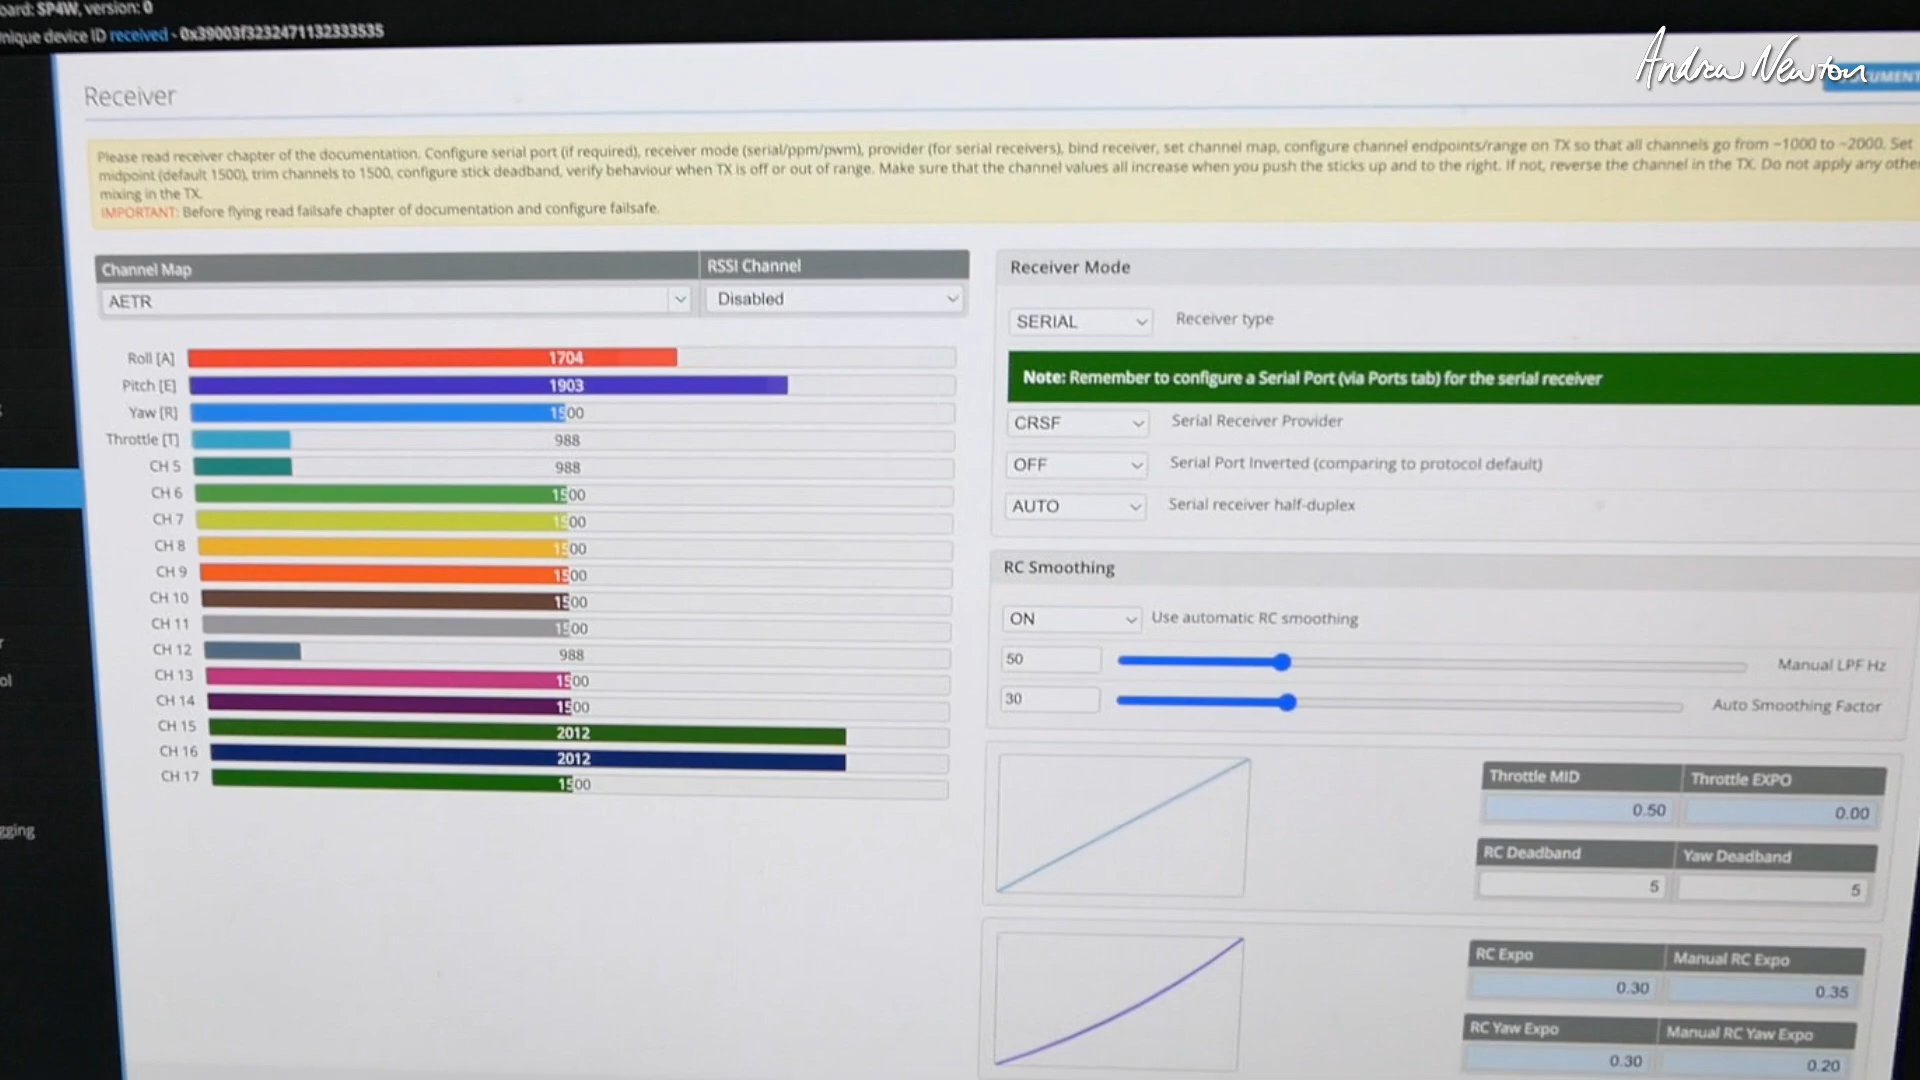 oard: SP4W, version: 0
nique device ID received - 0x39003f3232471132333535
Andrew Newton
UMENT
Receiver
Please read receiver chapter of the documentation. Configure serial port (if required), receiver mode (serial/ppm/pwm), provider (for serial receivers), bind receiver, set channel map, configure channel endpoints/range on TX so that all channels go from ~1000 to ~2000. Set
midpoint (default 1500), trim channels to 1500, configure stick deadband, verify behaviour when TX is off or out of range. Make sure that the channel values all increase when you push the sticks up and to the right. If not, reverse the channel in the TX. Do not apply any othe
mixing in the TX.
IMPORTANT: Before flying read failsafe chapter of documentation and configure failsafe.
Channel Map
RSSI Channel
AETR
Disabled
Roll [A] 1704
Pitch [E] 1903
Yaw [R] 1500
Throttle [T] 988
CH 5 988
CH 6 1500
CH 7 1500
CH 8 1500
CH 9 1500
CH 10 1500
CH 11 1500
CH 12 988
CH 13 1500
CH 14 1500
CH 15 2012
CH 16 2012
CH 17 1500
Receiver Mode
SERIAL Receiver type
Note: Remember to configure a Serial Port (via Ports tab) for the serial receiver
CRSF Serial Receiver Provider
OFF Serial Port Inverted (comparing to protocol default)
AUTO Serial receiver half-duplex
RC Smoothing
ON Use automatic RC smoothing
50 Manual LPF Hz
30 Auto Smoothing Factor
Throttle MID Throttle EXPO
0.50 0.00
RC Deadband Yaw Deadband
5 5
RC Expo Manual RC Expo
0.30 0.35
RC Yaw Expo Manual RC Yaw Expo
0.30 0.20
r
ol
gging